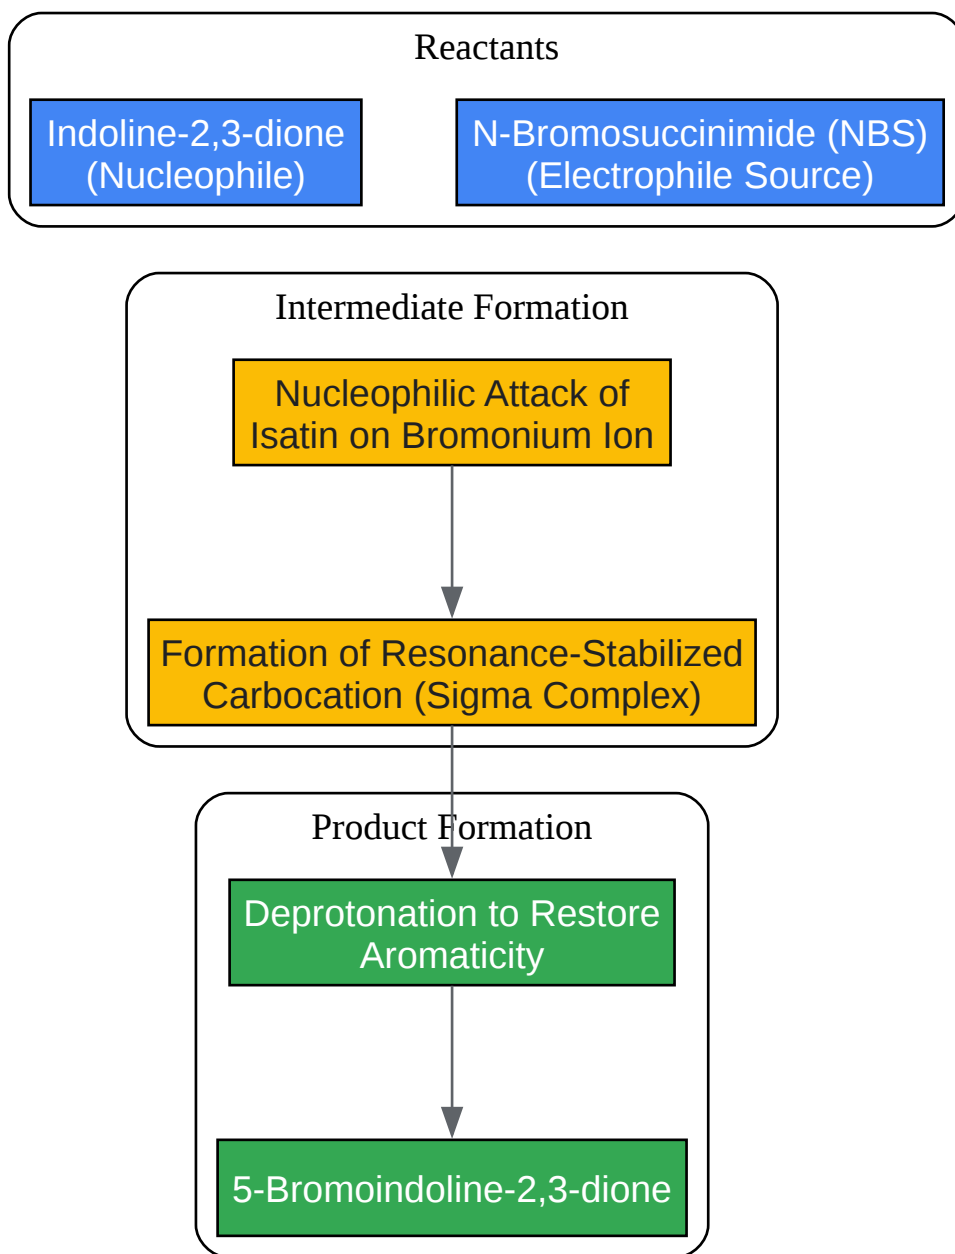 Reactants
Indoline-2,3-dione
(Nucleophile)
N-Bromosuccinimide (NBS)
(Electrophile Source)
Intermediate Formation
Nucleophilic Attack of
Isatin on Bromonium Ion
Formation of Resonance-Stabilized
Carbocation (Sigma Complex)
Product Formation
Deprotonation to Restore
Aromaticity
5-Bromoindoline-2,3-dione